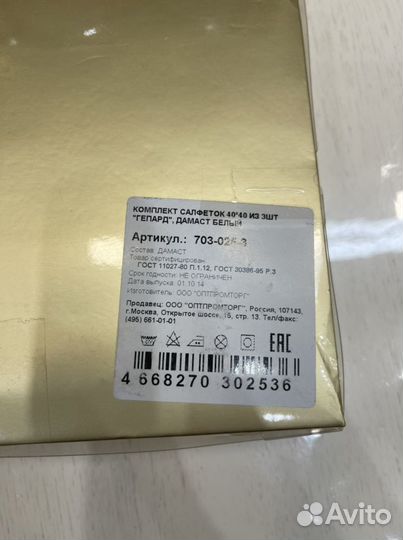 КОМПЛЕКТ САЛФЕТОК 40*40 ИЗ 3ШТ
"ГЕПАРД", ДАМАСТ БЕЛЫЙ
Артикул.: 703-025-3
Состав: ДАМАСТ
Товар сертифицирован
ГОСТ 11027-80 П.1.12, ГОСТ 30386-95 Р.3
Срок годности: НЕ ОГРАНИЧЕН
Дата выпуска: 01.10.14
Изготовитель: ООО "ОПТПРОМТОРГ"
Продавец: ООО "ОПТПРОМТОРГ", Россия, 107143,
г.Москва, Открытое шоссе, 15, стр. 13. Тел/факс:
(495) 661-01-01
EAC
4 668270 302536
Avito